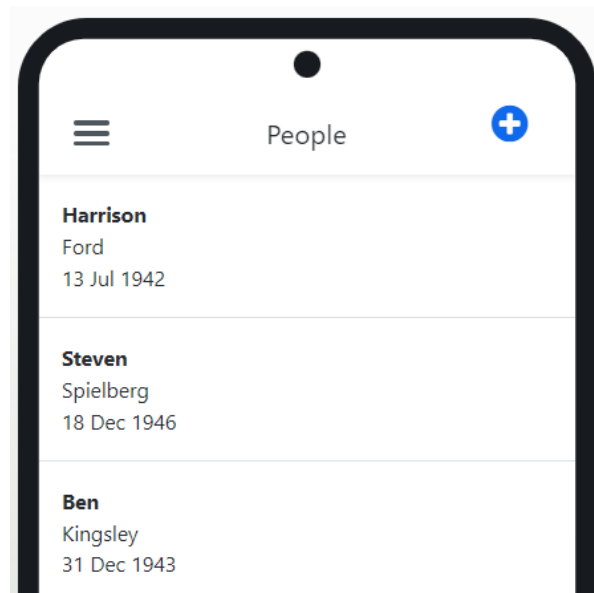 People
Harrison
Ford
13 Jul 1942
Steven
Spielberg
18 Dec 1946
Ben
Kingsley
31 Dec 1943